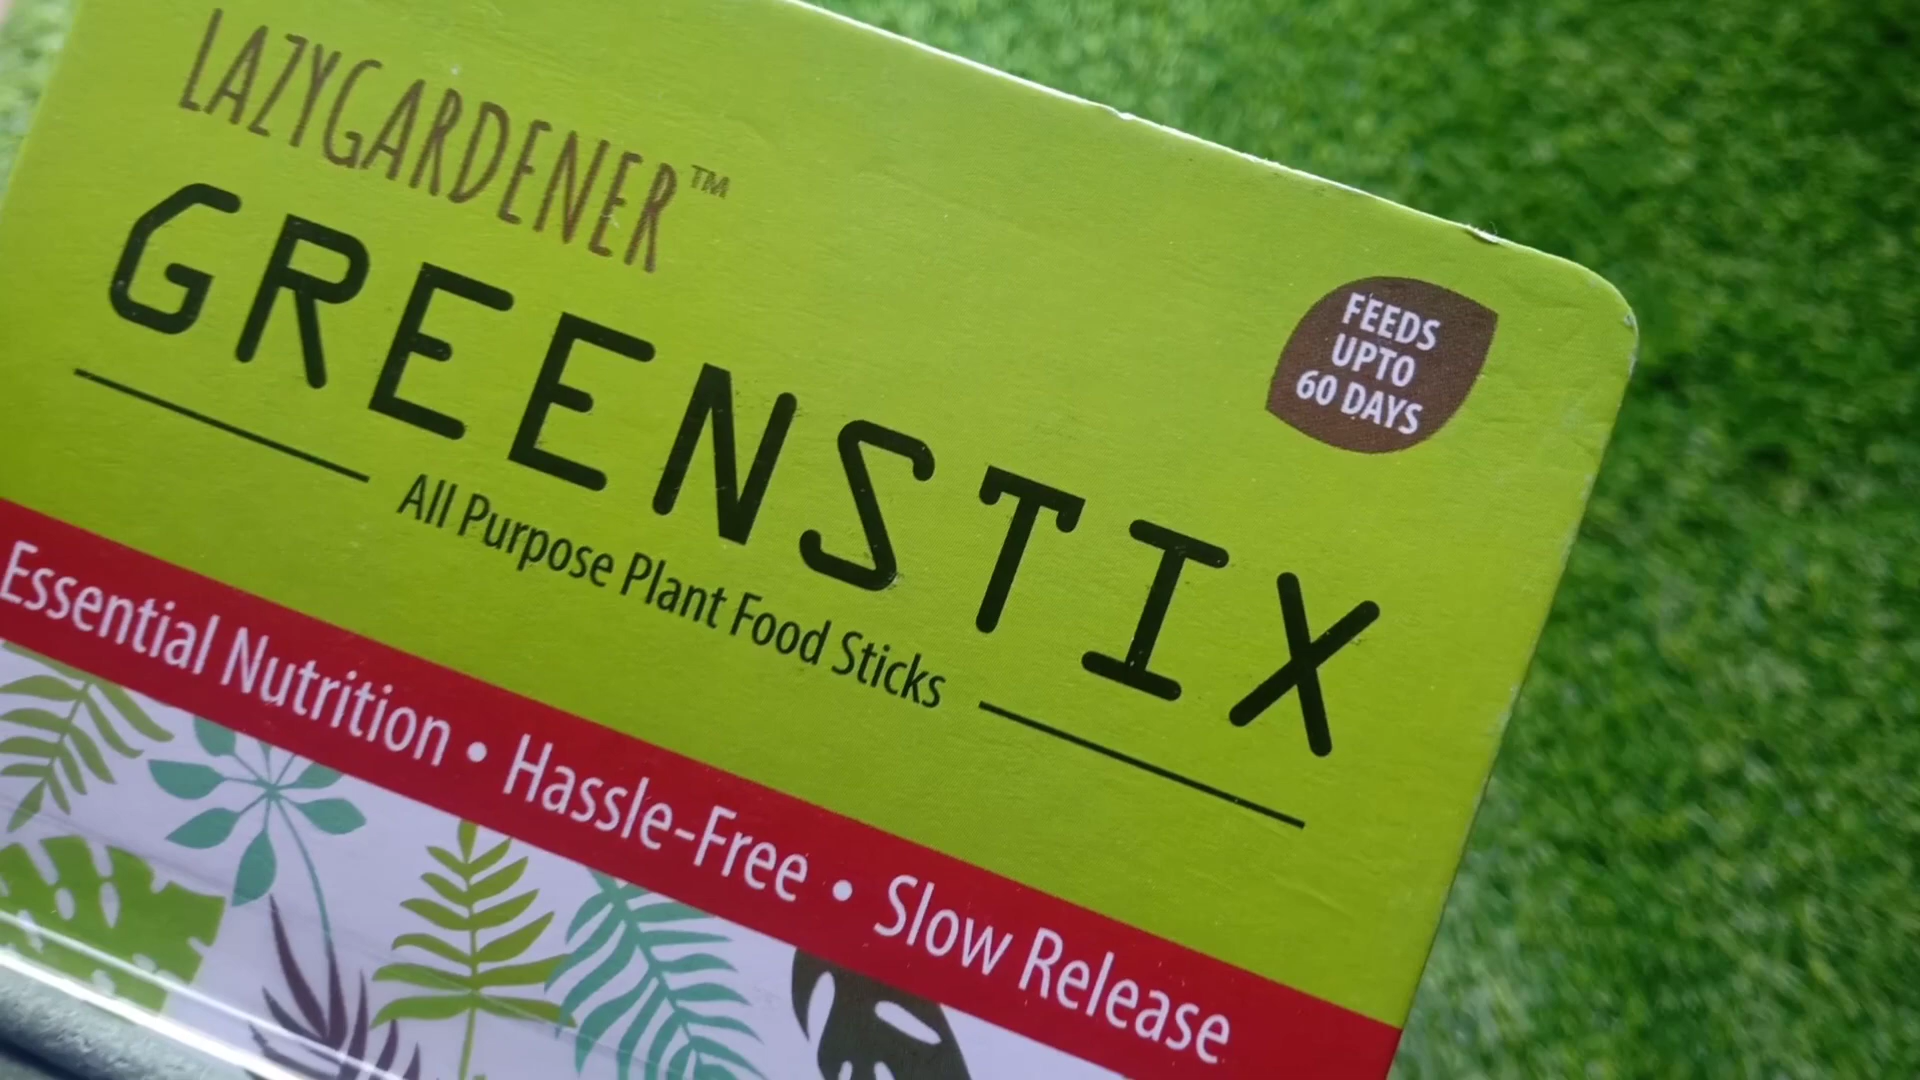 LAZYGARDENER™
GREENSTIX
FEEDS
UPTO
60 DAYS
All Purpose Plant Food Sticks
Essential Nutrition • Hassle-Free • Slow Release